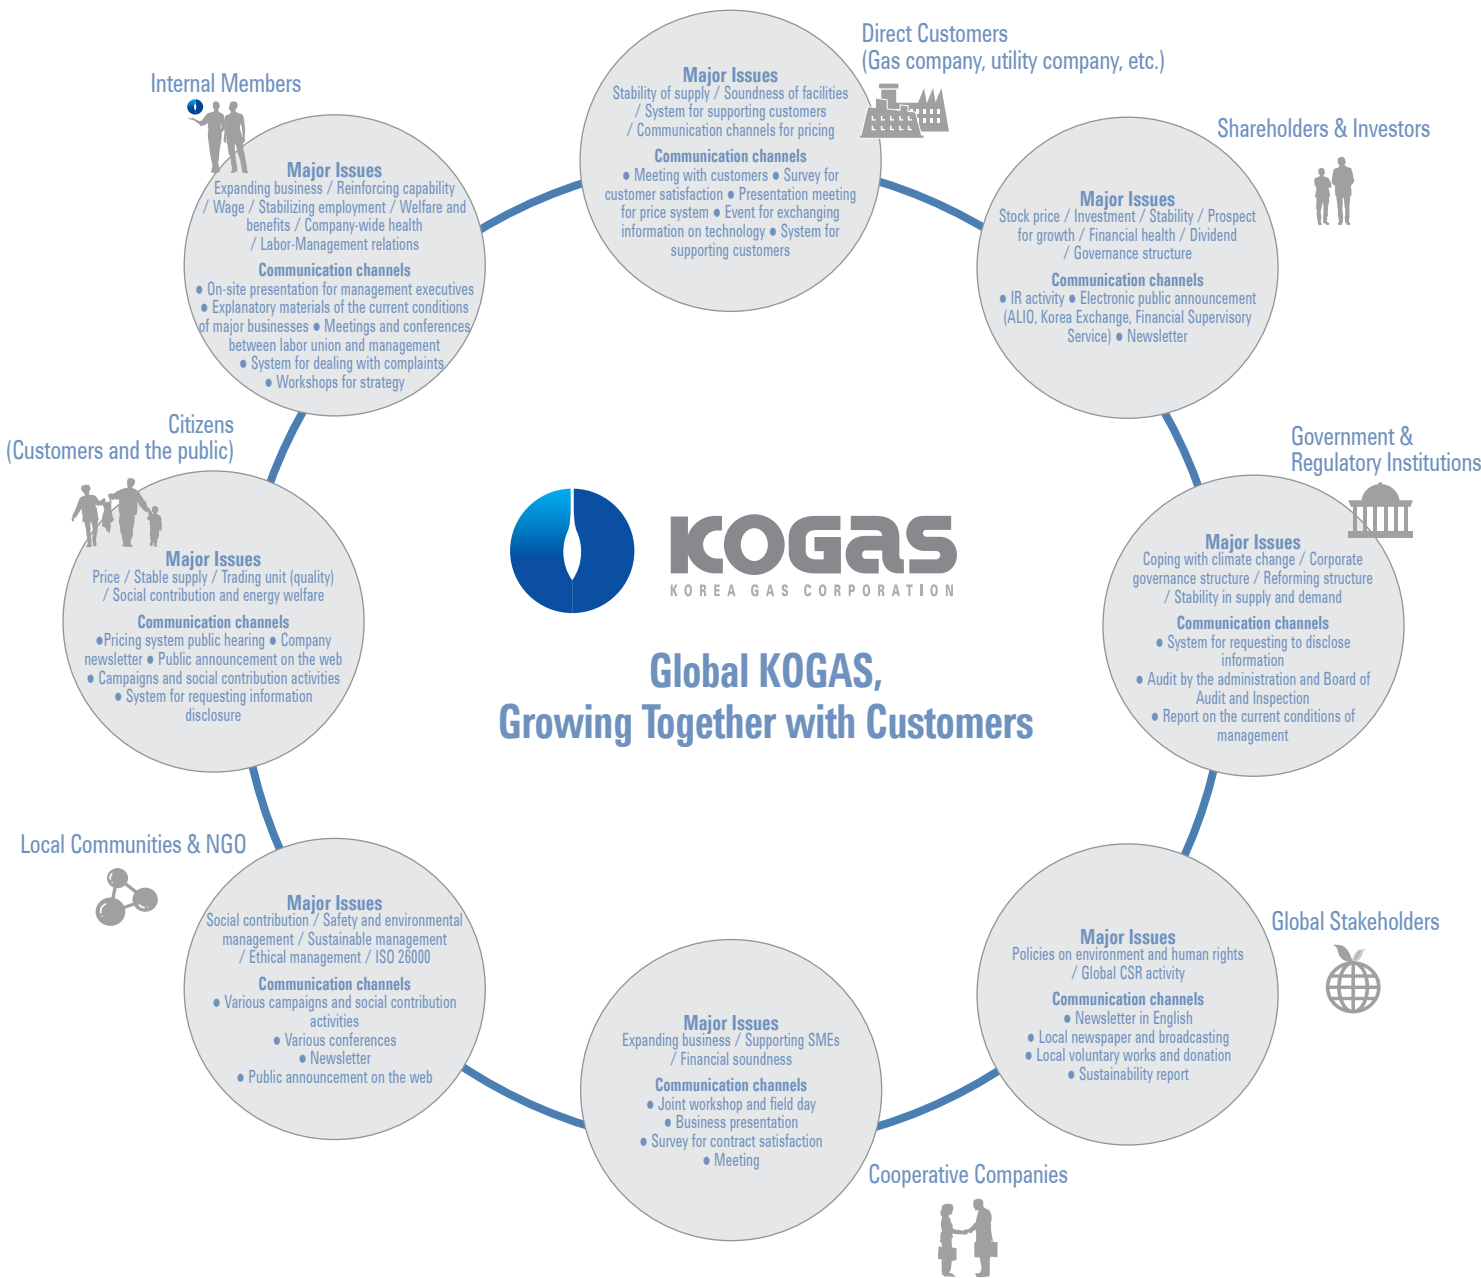 Direct Customers
(Gas company, utility company, etc.)
Major Issues
Stability of supply / Soundness of facilities
/ System for supporting customers
/ Communication channels for pricing
Communication channels
● Meeting with customers ● Survey for
customer satisfaction ● Presentation meeting
for price system ● Event for exchanging
information on technology ● System for
supporting customers
Shareholders & Investors
Major Issues
Stock price / Investment / Stability / Prospect
for growth / Financial health / Dividend
/ Governance structure
Communication channels
● IR activity ● Electronic public announcement
(ALIO, Korea Exchange, Financial Supervisory
Service) ● Newsletter
Government &
Regulatory Institutions
Major Issues
Coping with climate change / Corporate
governance structure / Reforming structure
/ Stability in supply and demand
Communication channels
● System for requesting to disclose
information
● Audit by the administration and Board of
Audit and Inspection
● Report on the current conditions of
management
Global Stakeholders
Major Issues
Policies on environment and human rights
/ Global CSR activity
Communication channels
● Newsletter in English
● Local newspaper and broadcasting
● Local voluntary works and donation
● Sustainability report
Cooperative Companies
Major Issues
Expanding business / Supporting SMEs
/ Financial soundness
Communication channels
● Joint workshop and field day
● Business presentation
● Survey for contract satisfaction
● Meeting
Local Communities & NGO
Major Issues
Social contribution / Safety and environmental
management / Sustainable management
/ Ethical management / ISO 26000
Communication channels
● Various campaigns and social contribution
activities
● Various conferences
● Newsletter
● Public announcement on the web
Citizens
(Customers and the public)
Major Issues
Price / Stable supply / Trading unit (quality)
/ Social contribution and energy welfare
Communication channels
●Pricing system public hearing ● Company
newsletter ● Public announcement on the web
● Campaigns and social contribution activities
● System for requesting information
disclosure
Internal Members
Major Issues
Expanding business / Reinforcing capability
/ Wage / Stabilizing employment / Welfare and
benefits / Company-wide health
/ Labor-Management relations
Communication channels
● On-site presentation for management executives
● Explanatory materials of the current conditions
of major businesses ● Meetings and conferences
between labor union and management
● System for dealing with complaints
● Workshops for strategy
KOGAS
KOREA GAS CORPORATION
Global KOGAS,
Growing Together with Customers